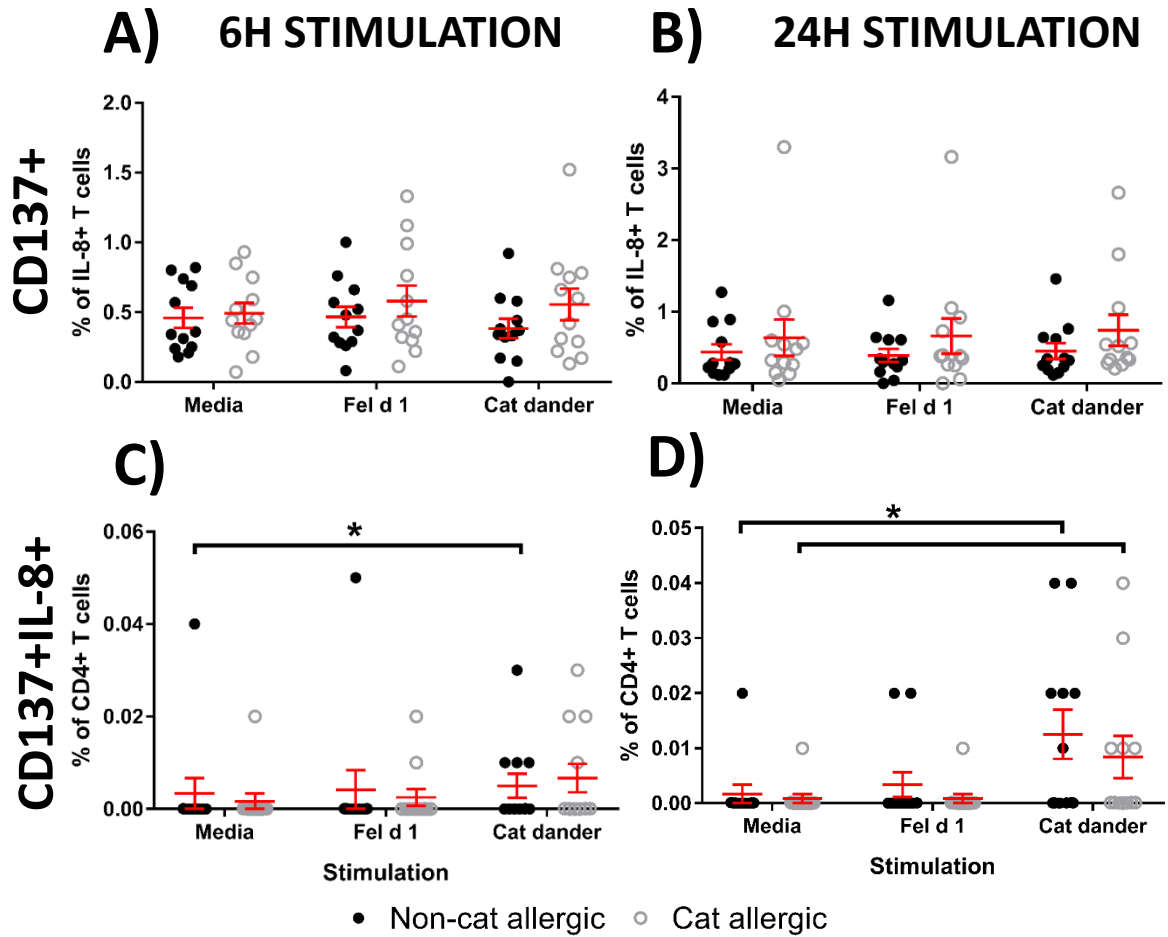 A) 6H STIMULATION
B) 24H STIMULATION
CD137+
% of IL-8+ T cells
2.0
1.5
1.0
0.5
0.0
Media Fel d 1 Cat dander
% of IL-8+ T cells
4
3
2
1
0
Media Fel d 1 Cat dander
CD137+IL-8+
C)
% of CD4+ T cells
0.06
0.04
0.02
0.00
*
Media Fel d 1 Cat dander
Stimulation
D)
% of CD4+ T cells
0.05
0.04
0.03
0.02
0.01
0.00
*
Media Fel d 1 Cat dander
Stimulation
Non-cat allergic Cat allergic